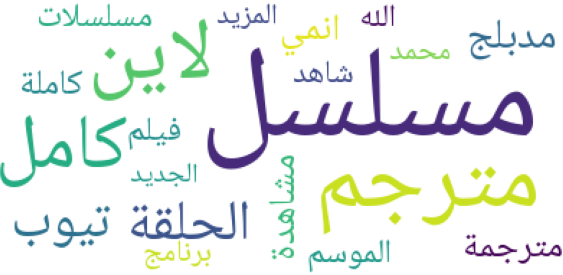 مسلسلات
المزيد
الله
انمي
محمد
مدبلج
لاين
شاهد
كاملة
مسلسل
كامل
فيلم
الجديد
مترجم
مشاهدة
تيوب
الحلقة
برنامج
الموسم
مترجمة